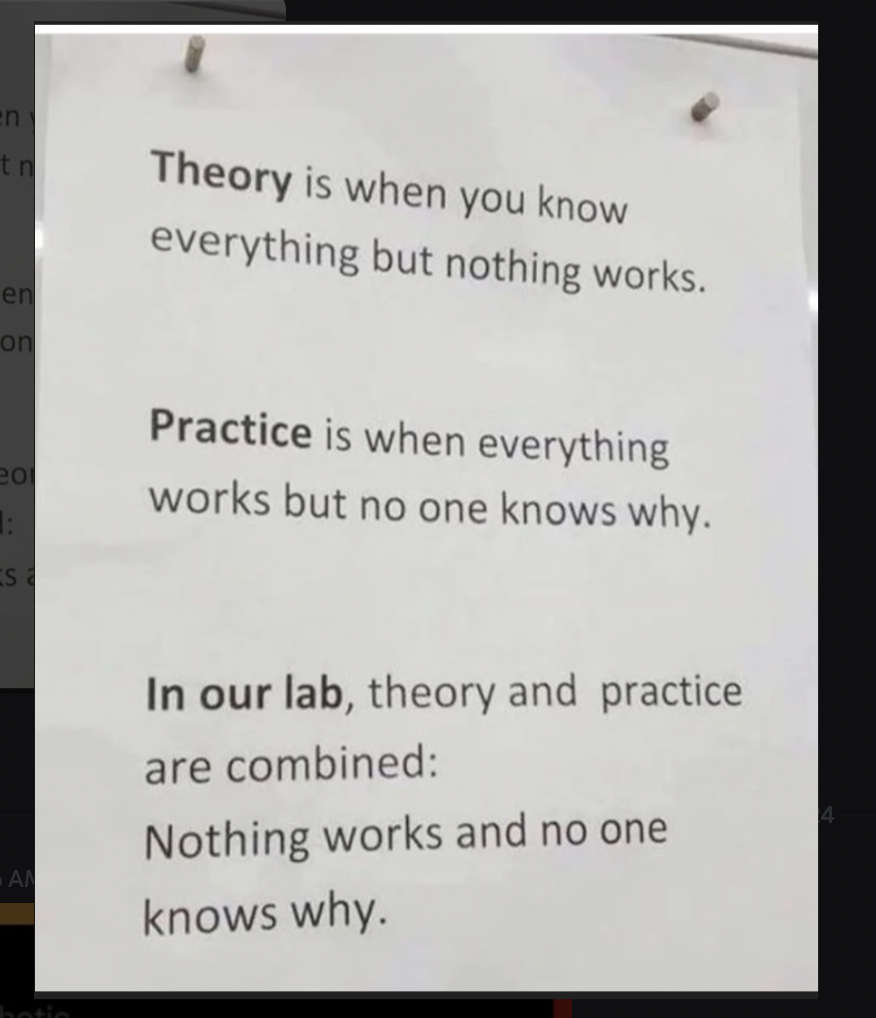 Theory is when you know
everything but nothing works.
Practice is when everything
works but no one knows why.
In our lab, theory and practice
are combined:
Nothing works and no one
knows why.